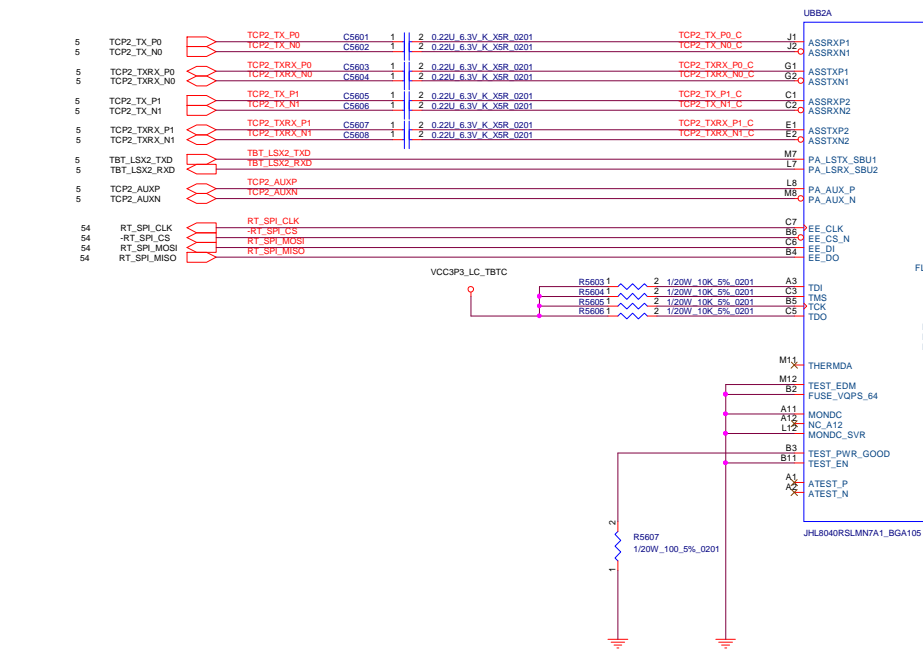 UBB2A
5 TCP2_TX_P0 TCP2_TX_P0 C5601 1 2 0.22U_6.3V_K_X5R_0201 TCP2_TX_P0_C J1 ASSRXP1
5 TCP2_TX_N0 TCP2_TX_N0 C5602 1 2 0.22U_6.3V_K_X5R_0201 TCP2_TX_N0_C J2 ASSRXN1
5 TCP2_TXRX_P0 TCP2_TXRX_P0 C5603 1 2 0.22U_6.3V_K_X5R_0201 TCP2_TXRX_P0_C G1 ASSTXP1
5 TCP2_TXRX_N0 TCP2_TXRX_N0 C5604 1 2 0.22U_6.3V_K_X5R_0201 TCP2_TXRX_N0_C G2 ASSTXN1
5 TCP2_TX_P1 TCP2_TX_P1 C5605 1 2 0.22U_6.3V_K_X5R_0201 TCP2_TX_P1_C C1 ASSRXP2
5 TCP2_TX_N1 TCP2_TX_N1 C5606 1 2 0.22U_6.3V_K_X5R_0201 TCP2_TX_N1_C C2 ASSRXN2
5 TCP2_TXRX_P1 TCP2_TXRX_P1 C5607 1 2 0.22U_6.3V_K_X5R_0201 TCP2_TXRX_P1_C E1 ASSTXP2
5 TCP2_TXRX_N1 TCP2_TXRX_N1 C5608 1 2 0.22U_6.3V_K_X5R_0201 TCP2_TXRX_N1_C E2 ASSTXN2
5 TBT_LSX2_TXD TBT_LSX2_TXD M7 PA_LSTX_SBU1
5 TBT_LSX2_RXD TBT_LSX2_RXD L7 PA_LSRX_SBU2
5 TCP2_AUXP TCP2_AUXP L8 PA_AUX_P
5 TCP2_AUXN TCP2_AUXN M8 PA_AUX_N
54 RT_SPI_CLK RT_SPI_CLK C7 EE_CLK
54 -RT_SPI_CS -RT_SPI_CS B6 EE_CS_N
54 RT_SPI_MOSI RT_SPI_MOSI C6 EE_DI
54 RT_SPI_MISO RT_SPI_MISO B4 EE_DO
FL
VCC3P3_LC_TBTC
R5603 1 2 1/20W_10K_5%_0201 A3 TDI
R5604 1 2 1/20W_10K_5%_0201 C3 TMS
R5605 1 2 1/20W_10K_5%_0201 B5 TCK
R5606 1 2 1/20W_10K_5%_0201 C5 TDO
M11 THERMDA
M12 TEST_EDM
B2 FUSE_VQPS_64
A11 MONDC
A12 NC_A12
L12 MONDC_SVR
B3 TEST_PWR_GOOD
B11 TEST_EN
A1 ATEST_P
A2 ATEST_N
2
R5607
1/20W_100_5%_0201
1
JHL8040RSLMN7A1_BGA105